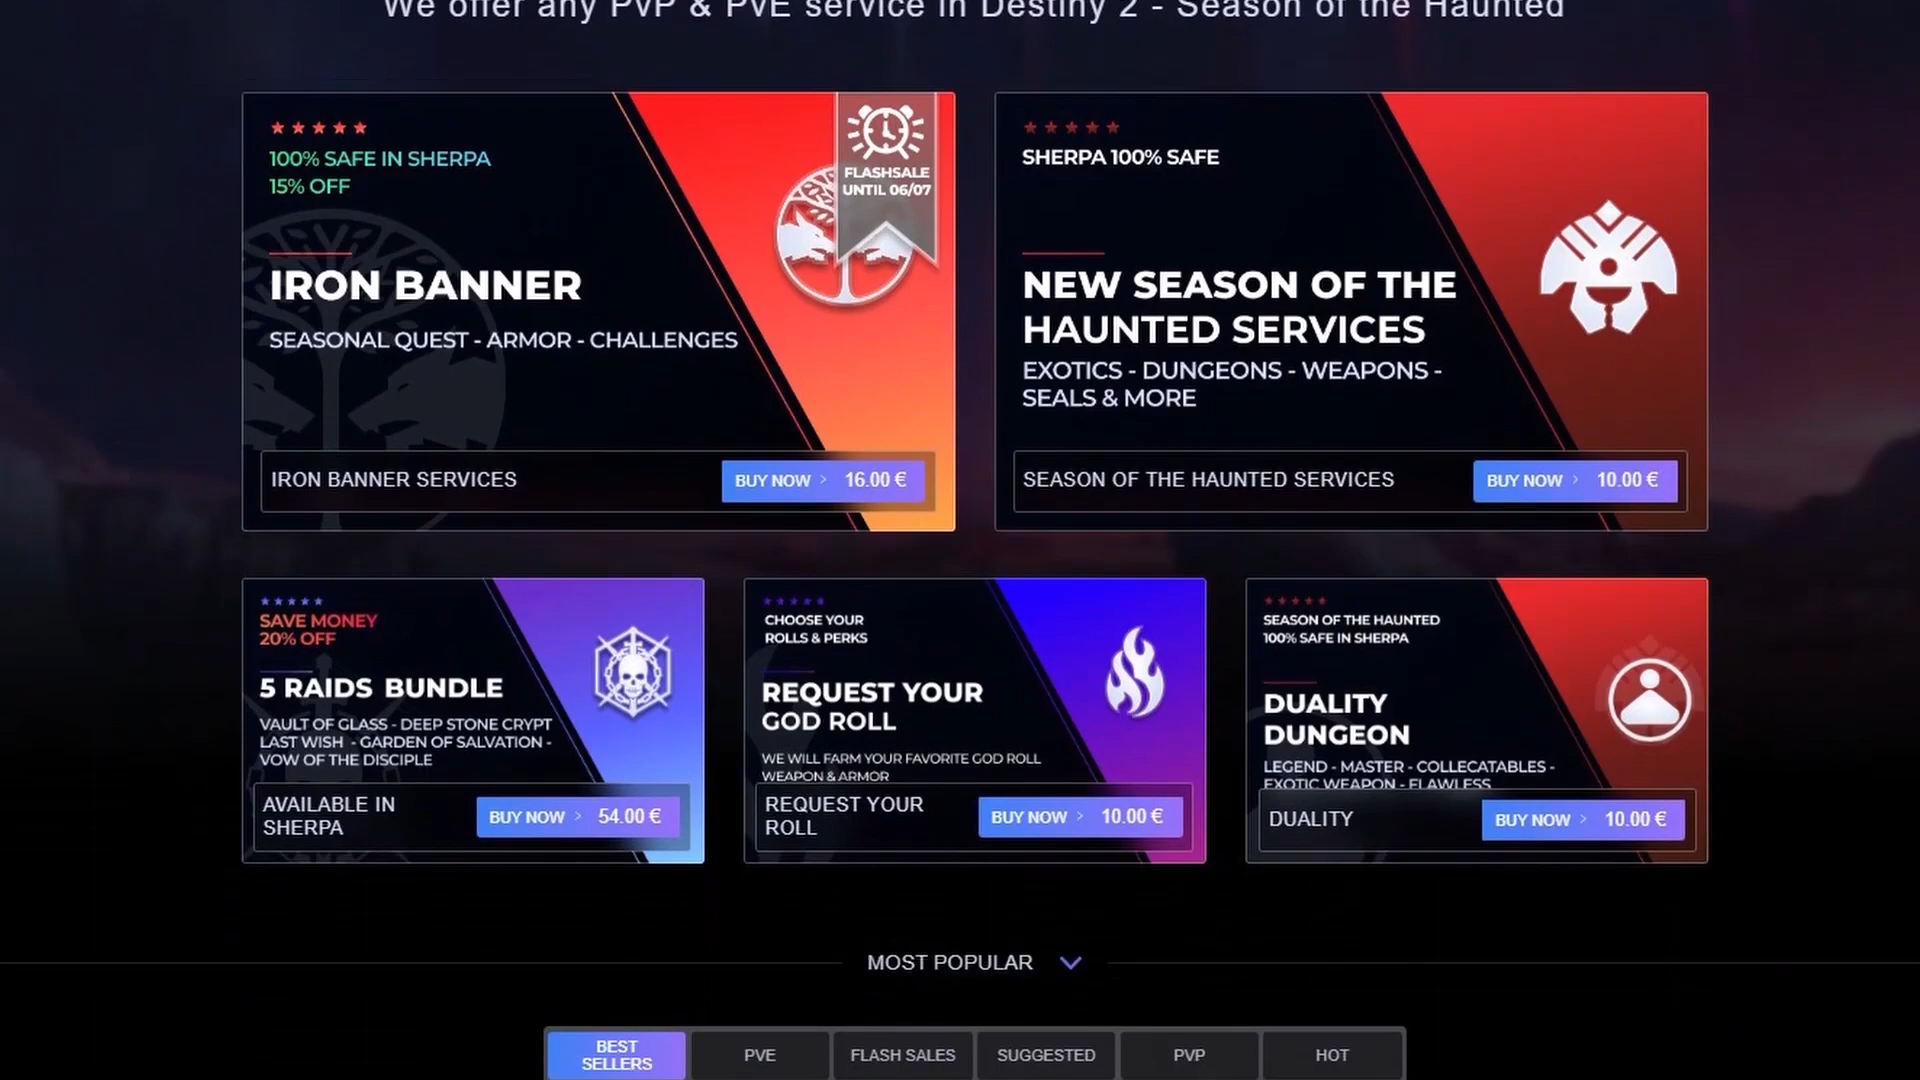 We offer any PvP & PvE service in Destiny 2 - Season of the Haunted
100% SAFE IN SHERPA
15% OFF
FLASHSALE
UNTIL 06/07
IRON BANNER
SEASONAL QUEST - ARMOR - CHALLENGES
IRON BANNER SERVICES
BUY NOW > 16.00 €
SHERPA 100% SAFE
NEW SEASON OF THE
HAUNTED SERVICES
EXOTICS - DUNGEONS - WEAPONS -
SEALS & MORE
SEASON OF THE HAUNTED SERVICES
BUY NOW > 10.00 €
SAVE MONEY
20% OFF
5 RAIDS BUNDLE
VAULT OF GLASS - DEEP STONE CRYPT
LAST WISH - GARDEN OF SALVATION -
VOW OF THE DISCIPLE
AVAILABLE IN
SHERPA
BUY NOW > 54.00 €
CHOOSE YOUR
ROLLS & PERKS
REQUEST YOUR
GOD ROLL
WE WILL FARM YOUR FAVORITE GOD ROLL
WEAPON & ARMOR
REQUEST YOUR
ROLL
BUY NOW > 10.00 €
SEASON OF THE HAUNTED
100% SAFE IN SHERPA
DUALITY
DUNGEON
LEGEND - MASTER - COLLECATABLES -
EXOTIC WEAPON - FLAWLESS
DUALITY
BUY NOW > 10.00 €
MOST POPULAR
BEST
SELLERS
PVE
FLASH SALES
SUGGESTED
PVP
HOT